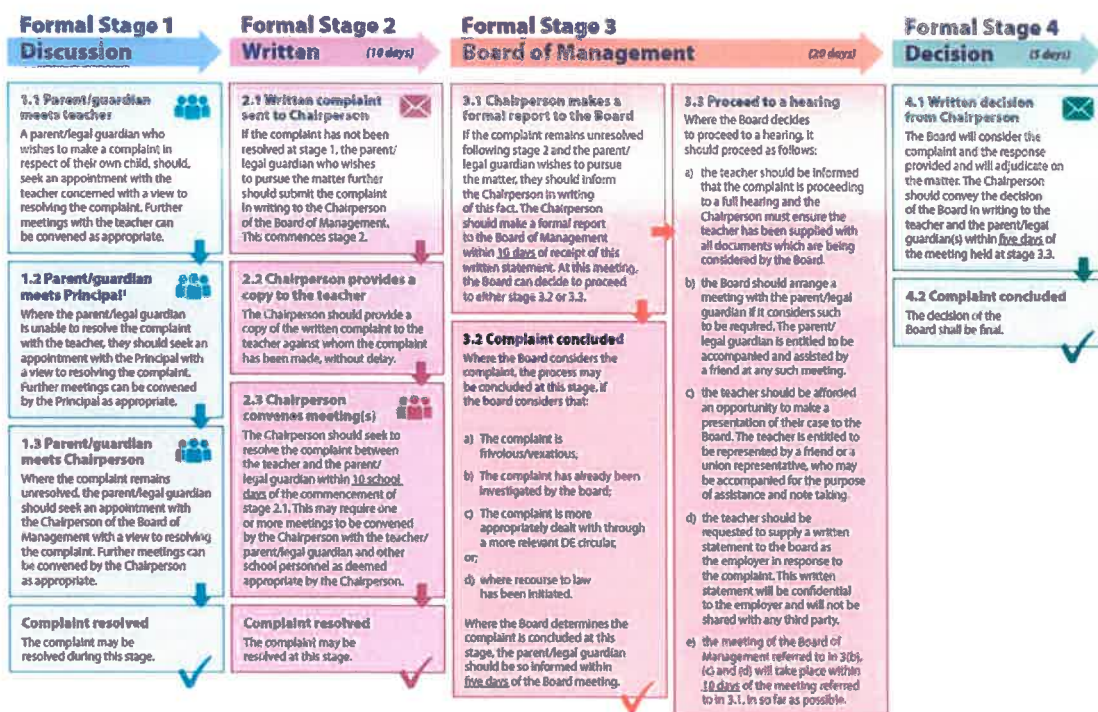 Formal Stage 1
Discussion
1.1 Parent/guardian
meets teacher
A parent/legal guardian who
wishes to make a complaint in
respect of their own child, should,
seek an appointment with the
teacher concerned with a view to
resolving the complaint. Further
meetings with the teacher can
be convened as appropriate.
1.2 Parent/guardian
meets Principal¹
Where the parent/legal guardian
is unable to resolve the complaint
with the teacher, they should seek an
appointment with the Principal with
a view to resolving the complaint.
Further meetings can be convened
by the Principal as appropriate.
1.3 Parent/guardian
meets Chairperson
Where the complaint remains
unresolved, the parent/legal guardian
should seek an appointment with
the Chairperson of the Board of
Management with a view to resolving
the complaint. Further meetings can
be convened by the Chairperson
as appropriate.
Complaint resolved
The complaint may be
resolved during this stage.
Formal Stage 2
Written (10 days)
2.1 Written complaint
sent to Chairperson
If the complaint has not been
resolved at stage 1, the parent/
legal guardian who wishes
to pursue the matter further
should submit the complaint
in writing to the Chairperson
of the Board of Management.
This commences stage 2.
2.2 Chairperson provides a
copy to the teacher
The Chairperson should provide a
copy of the written complaint to the
teacher against whom the complaint
has been made, without delay.
2.3 Chairperson
convenes meeting(s)
The Chairperson should seek to
resolve the complaint between
the teacher and the parent/
legal guardian within 10 school
days of the commencement of
stage 2.1. This may require one
or more meetings to be convened
by the Chairperson with the teacher/
parent/legal guardian and other
school personnel as deemed
appropriate by the Chairperson.
Complaint resolved
The complaint may be
resolved at this stage.
Formal Stage 3
Board of Management (20 days)
3.1 Chairperson makes a
formal report to the Board
If the complaint remains unresolved
following stage 2 and the parent/
legal guardian wishes to pursue
the matter, they should inform
the Chairperson in writing
of this fact. The Chairperson
should make a formal report
to the Board of Management
within 10 days of receipt of this
written statement. At this meeting,
the Board can decide to proceed
to either stage 3.2 or 3.3.
3.2 Complaint concluded
Where the Board considers the
complaint, the process may
be concluded at this stage, if
the board considers that:
a) The complaint is
frivolous/vexatious,
b) The complaint has already been
investigated by the board;
c) The complaint is more
appropriately dealt with through
a more relevant DE circular,
or;
d) where recourse to law
has been initiated.
Where the Board determines the
complaint is concluded at this
stage, the parent/legal guardian
should be so informed within
five days of the Board meeting.
3.3 Proceed to a hearing
Where the Board decides
to proceed to a hearing, it
should proceed as follows:
a) the teacher should be informed
that the complaint is proceeding
to a full hearing and the
Chairperson must ensure the
teacher has been supplied with
all documents which are being
considered by the Board.
b) the Board should arrange a
meeting with the parent/legal
guardian if it considers such
to be required. The parent/
legal guardian is entitled to be
accompanied and assisted by
a friend at any such meeting.
c) the teacher should be afforded
an opportunity to make a
presentation of their case to the
Board. The teacher is entitled to
be represented by a friend or a
union representative, who may
be accompanied for the purpose
of assistance and note taking.
d) the teacher should be
requested to supply a written
statement to the board as
the employer in response to
the complaint. This written
statement will be confidential
to the employer and will not be
shared with any third party.
e) the meeting of the Board of
Management referred to in 3(b),
(c) and (d) will take place within
10 days of the meeting referred
to in 3.1, in so far as possible.
Formal Stage 4
Decision (5 days)
4.1 Written decision
from Chairperson
The Board will consider the
complaint and the response
provided and will adjudicate on
the matter. The Chairperson
should convey the decision
of the Board in writing to the
teacher and the parent/legal
guardian(s) within five days of
the meeting held at stage 3.3.
4.2 Complaint concluded
The decision of the
Board shall be final.